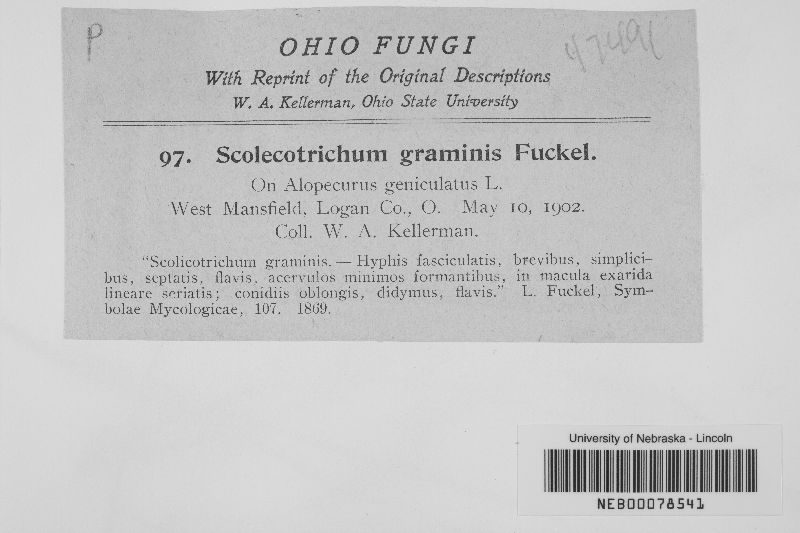 P
47491
OHIO FUNGI
With Reprint of the Original Descriptions
W. A. Kellerman, Ohio State University
97. Scolecotrichum graminis Fuckel.
On Alopecurus geniculatus L.
West Mansfield, Logan Co., O. May 10, 1902.
Coll. W. A. Kellerman.
"Scolicotrichum graminis. — Hyphis fasciculatis, brevibus, simplici-
bus, septatis, flavis, acervulos minimos formantibus, in macula exarida
lineare seriatis; conidiis oblongis, didymus, flavis." L. Fuckel, Sym-
bolae Mycologicae, 107. 1869.
University of Nebraska - Lincoln
NEB00078541